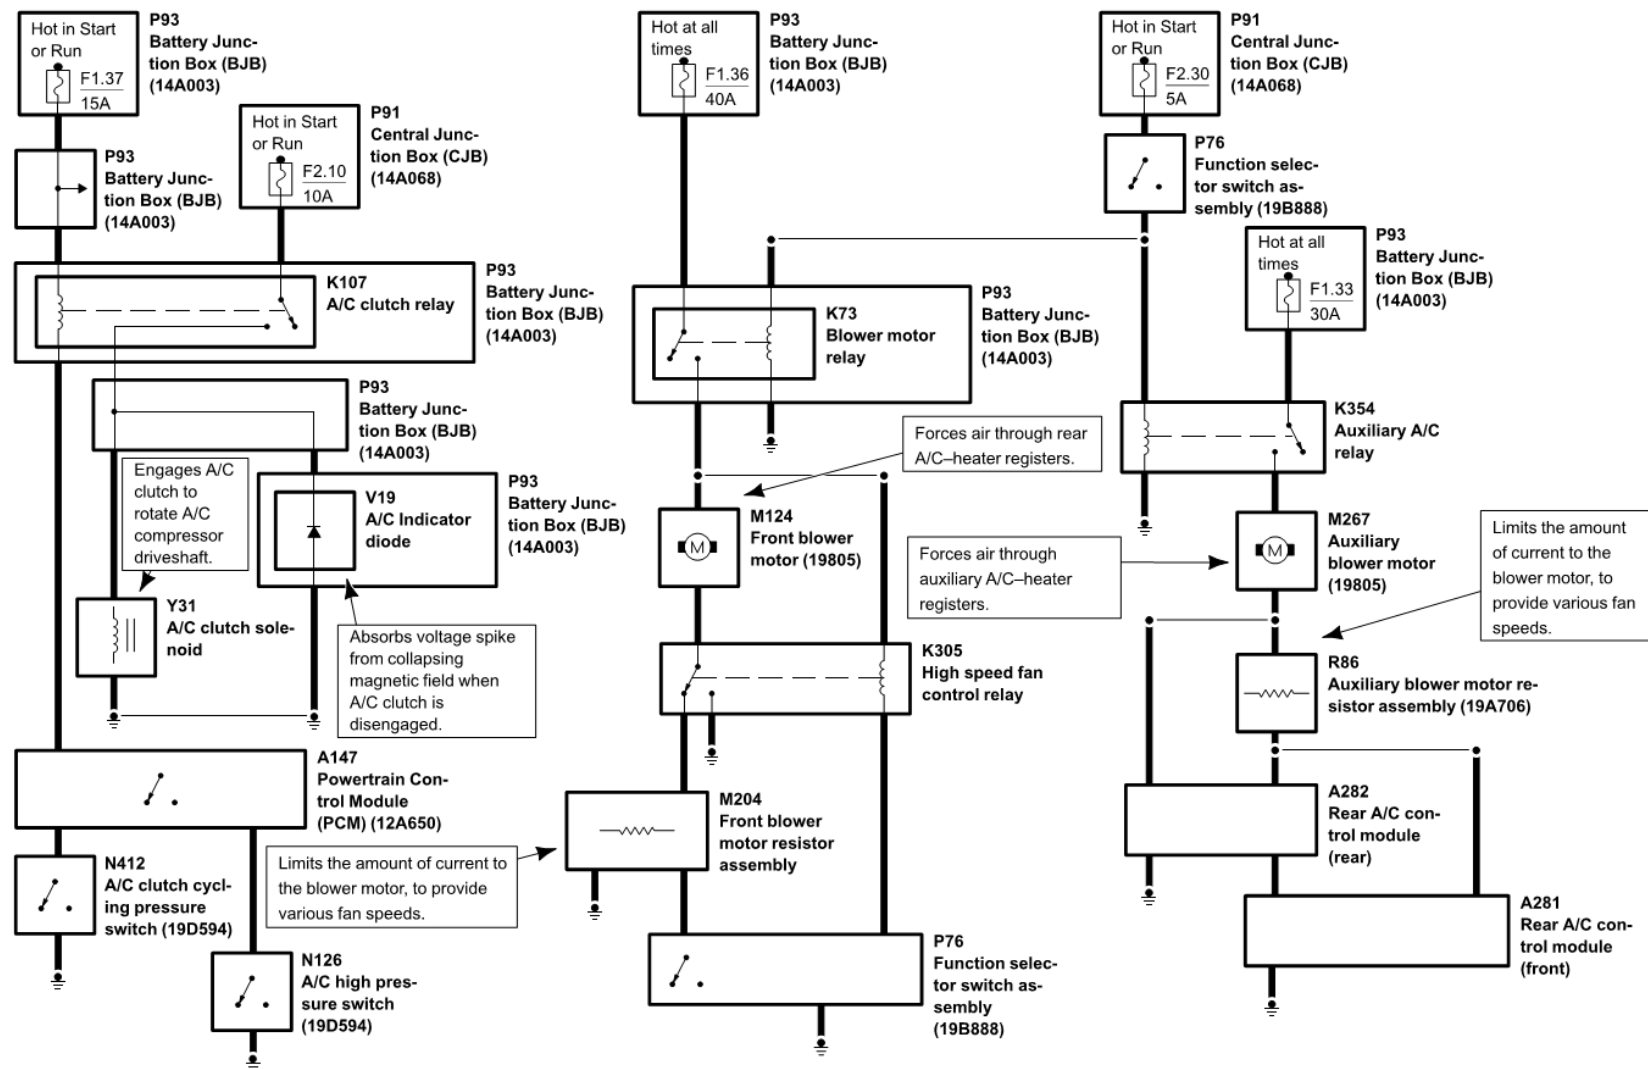 Hot in Start
or Run
F1.37
15A
P93
Battery Junc-
tion Box (BJB)
(14A003)
P93
Battery Junc-
tion Box (BJB)
(14A003)
Hot in Start
or Run
F2.10
10A
P91
Central Junc-
tion Box (CJB)
(14A068)
K107
A/C clutch relay
P93
Battery Junc-
tion Box (BJB)
(14A003)
P93
Battery Junc-
tion Box (BJB)
(14A003)
Engages A/C
clutch to
rotate A/C
compressor
driveshaft.
V19
A/C Indicator
diode
P93
Battery Junc-
tion Box (BJB)
(14A003)
Y31
A/C clutch sole-
noid
Absorbs voltage spike
from collapsing
magnetic field when
A/C clutch is
disengaged.
A147
Powertrain Con-
trol Module
(PCM) (12A650)
N412
A/C clutch cycl-
ing pressure
switch (19D594)
N126
A/C high pres-
sure switch
(19D594)
Hot at all
times
F1.36
40A
P93
Battery Junc-
tion Box (BJB)
(14A003)
K73
Blower motor
relay
P93
Battery Junc-
tion Box (BJB)
(14A003)
Forces air through rear
A/C–heater registers.
M
M124
Front blower
motor (19805)
K305
High speed fan
control relay
M204
Front blower
motor resistor
assembly
Limits the amount of current to
the blower motor, to provide
various fan speeds.
P76
Function selec-
tor switch as-
sembly
(19B888)
Hot in Start
or Run
F2.30
5A
P91
Central Junc-
tion Box (CJB)
(14A068)
P76
Function selec-
tor switch as-
sembly (19B888)
Hot at all
times
F1.33
30A
P93
Battery Junc-
tion Box (BJB)
(14A003)
K354
Auxiliary A/C
relay
Forces air through
auxiliary A/C–heater
registers.
M
M267
Auxiliary
blower motor
(19805)
Limits the amount
of current to the
blower motor, to
provide various fan
speeds.
R86
Auxiliary blower motor re-
sistor assembly (19A706)
A282
Rear A/C con-
trol module
(rear)
A281
Rear A/C con-
trol module
(front)